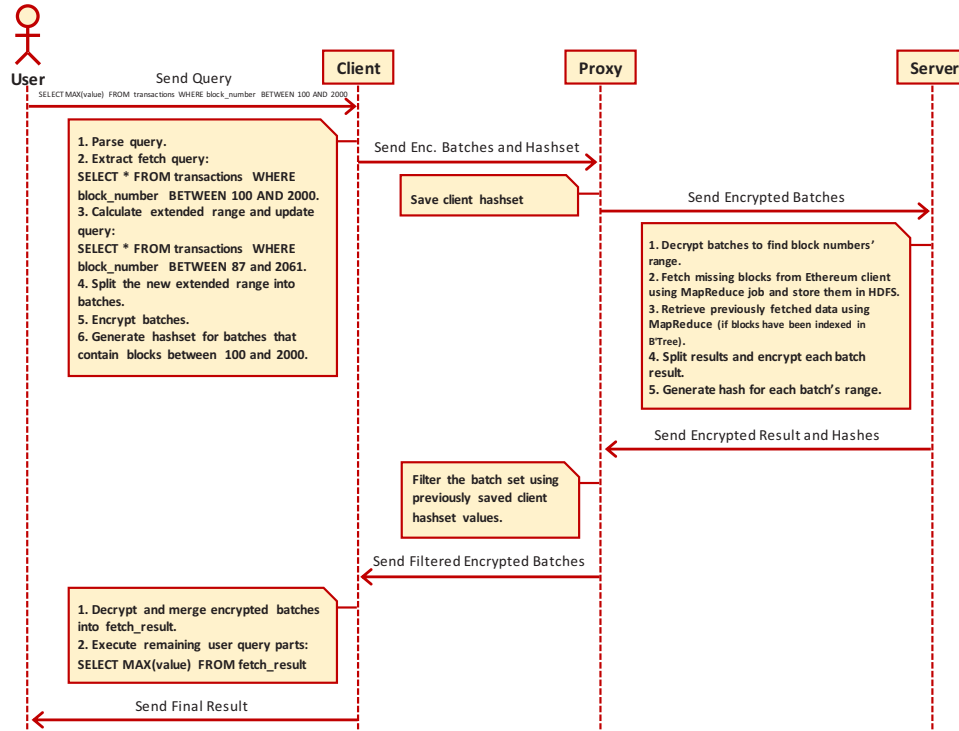 User
Client
Proxy
Server
Send Query
SELECT MAX(value) FROM transactions WHERE block_number BETWEEN 100 AND 2000
1. Parse query.
2. Extract fetch query:
SELECT * FROM transactions WHERE
block_number BETWEEN 100 AND 2000.
3. Calculate extended range and update
query:
SELECT * FROM transactions WHERE
block_number BETWEEN 87 and 2061.
4. Split the new extended range into
batches.
5. Encrypt batches.
6. Generate hashset for batches that
contain blocks between 100 and 2000.
Send Enc. Batches and Hashset
Save client hashset
Send Encrypted Batches
1. Decrypt batches to find block numbers'
range.
2. Fetch missing blocks from Ethereum client
using MapReduce job and store them in HDFS.
3. Retrieve previously fetched data using
MapReduce (if blocks have been indexed in
B⁺Tree).
4. Split results and encrypt each batch
result.
5. Generate hash for each batch's range.
Send Encrypted Result and Hashes
Filter the batch set using
previously saved client
hashset values.
Send Filtered Encrypted Batches
1. Decrypt and merge encrypted batches
into fetch_result.
2. Execute remaining user query parts:
SELECT MAX(value) FROM fetch_result
Send Final Result